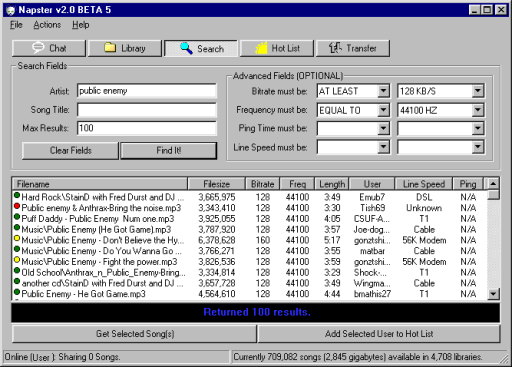 Napster v2.0 BETA 5
File Actions Help
Chat Library Search Hot List Transfer
Search Fields
Artist: public enemy
Song Title:
Max Results: 100
Clear Fields Find It!
Advanced Fields (OPTIONAL)
Bitrate must be: AT LEAST 128 KB/S
Frequency must be: EQUAL TO 44100 HZ
Ping Time must be:
Line Speed must be:
Filename Filesize Bitrate Freq Length User Line Speed Ping
Hard Rock\StainD with Fred Durst and DJ ... 3,665,975 128 44100 3:49 Emub7 DSL N/A
Public enemy & Anthrax-Bring the noise.mp3 3,343,410 128 44100 3:30 Tish69 Unknown N/A
Puff Daddy - Public Enemy Num one.mp3 3,925,055 128 44100 4:05 CSUF-A... T1 N/A
Music\Public Enemy (He Got Game).mp3 3,787,920 128 44100 3:57 Joe-dog... Cable N/A
Music\Public Enemy - Don't Believe the Hy... 6,378,628 160 44100 5:17 gonztshi... 56K Modem N/A
Music\Public Enemy - Do You Wanna Go ... 3,766,271 128 44100 3:55 matbar Cable N/A
Music\Public Enemy - Fight the power.mp3 3,826,536 128 44100 3:59 gonztshi... 56K Modem N/A
Old School\Anthrax_n_Public_Enemy-Bring... 3,334,814 128 44100 3:29 Shock-... T1 N/A
another cd\StainD with Fred Durst and DJ ... 3,657,728 128 44100 3:49 Wingma... Cable N/A
Public Enemy - He Got Game.mp3 4,564,610 128 44100 4:44 bmathis27 T1 N/A
Returned 100 results.
Get Selected Song(s) Add Selected User to Hot List
Online (User): Sharing 0 Songs. Currently 709,082 songs (2,845 gigabytes) available in 4,708 libraries.